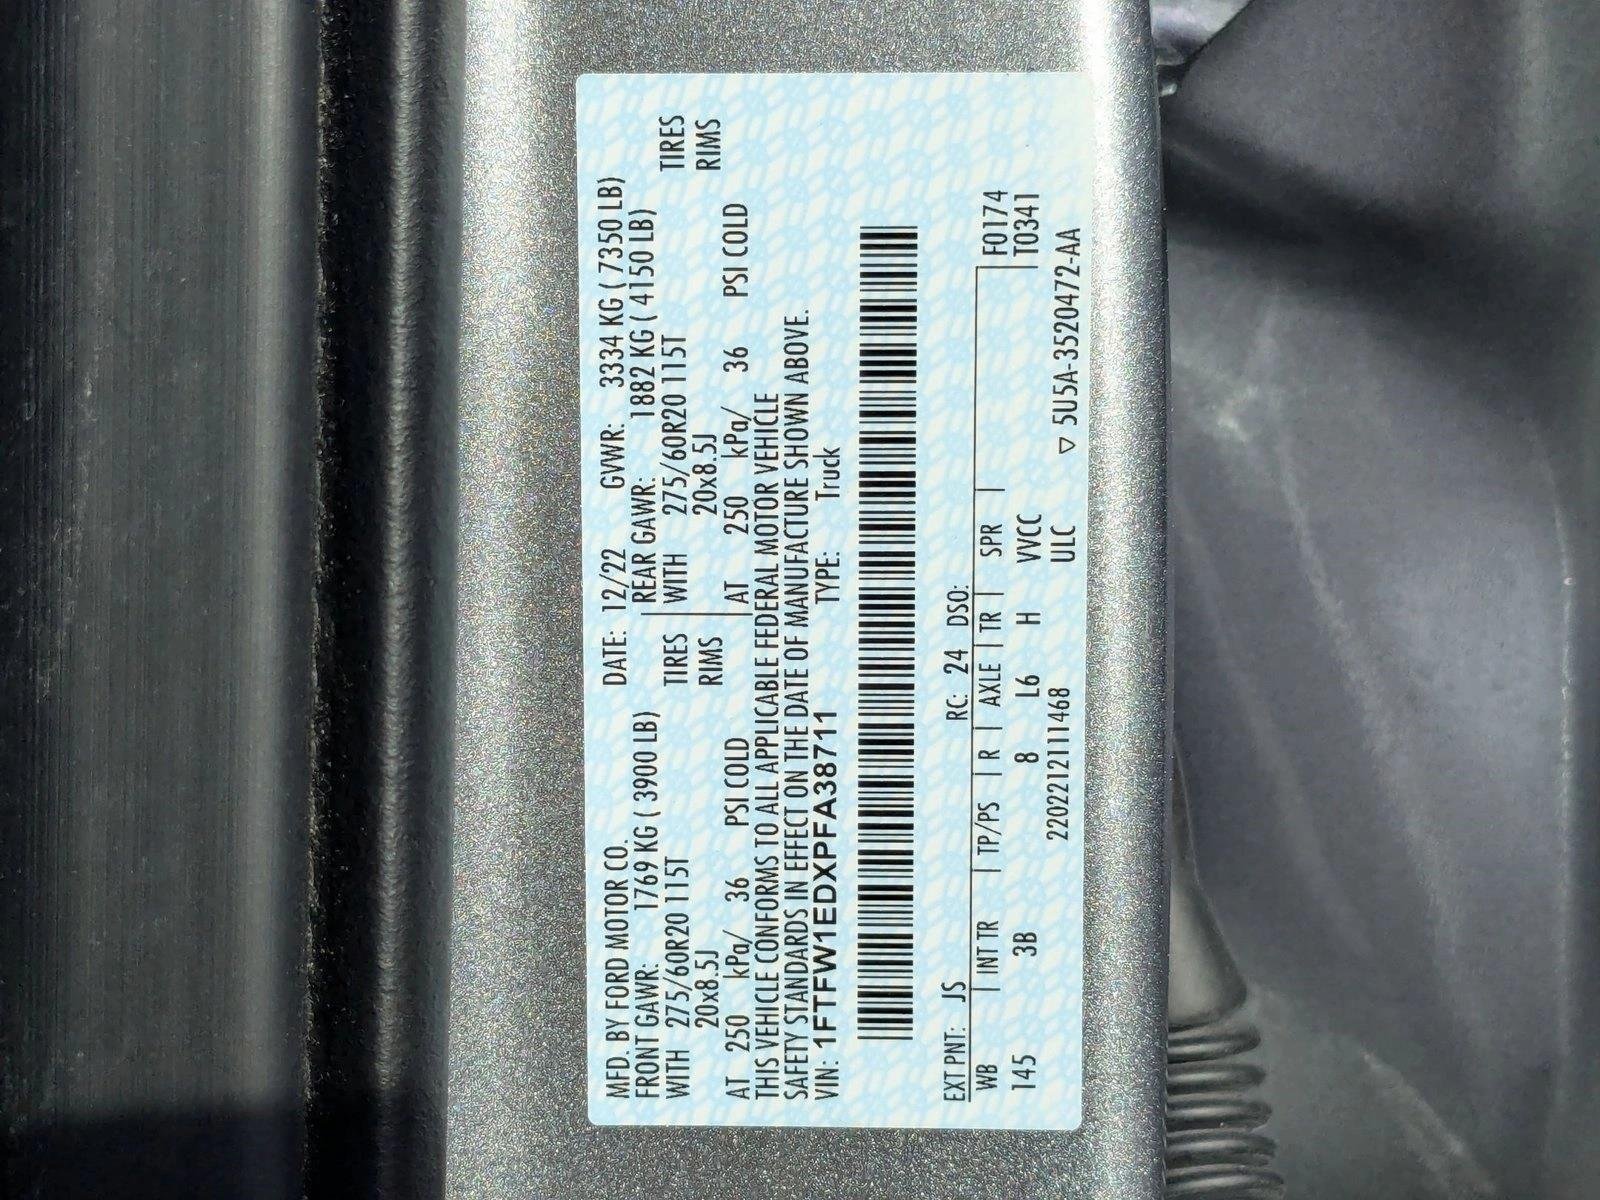 MFD. BY FORD MOTOR CO. DATE: 12/22 GVWR: 3334 KG ( 7350 LB)
FRONT GAWR: 1769 KG ( 3900 LB) REAR GAWR: 1882 KG ( 4150 LB)
WITH 275/60R20 115T TIRES WITH 275/60R20 115T TIRES
20x8.5J RIMS 20x8.5J RIMS
AT 250 kPa/ 36 PSI COLD AT 250 kPa/ 36 PSI COLD
THIS VEHICLE CONFORMS TO ALL APPLICABLE FEDERAL MOTOR VEHICLE
SAFETY STANDARDS IN EFFECT ON THE DATE OF MANUFACTURE SHOWN ABOVE.
VIN: 1FTFW1EDXPFA38711 TYPE: Truck
EXT PNT: JS RC: 24 DSO:
WB INT TR TP/PS R AXLE TR SPR F0174
145 3B 8 L6 H VVCC T0341
220221211468 ULC
▽ 5U5A-3520472-AA